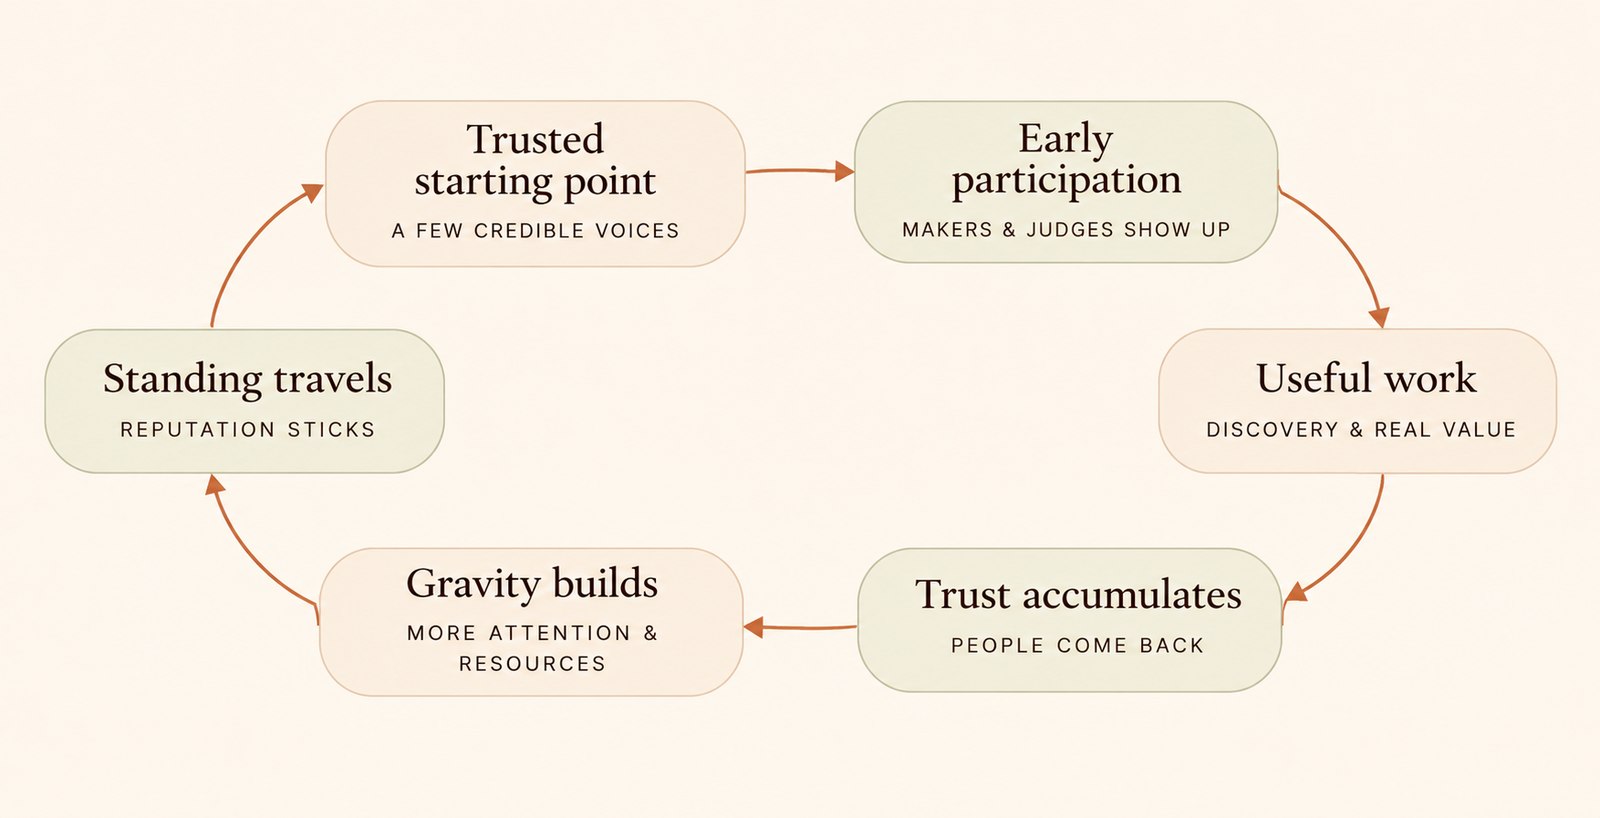 Trusted
starting point
A FEW CREDIBLE VOICES
Early
participation
MAKERS & JUDGES SHOW UP
Useful work
DISCOVERY & REAL VALUE
Trust accumulates
PEOPLE COME BACK
Gravity builds
MORE ATTENTION &
RESOURCES
Standing travels
REPUTATION STICKS